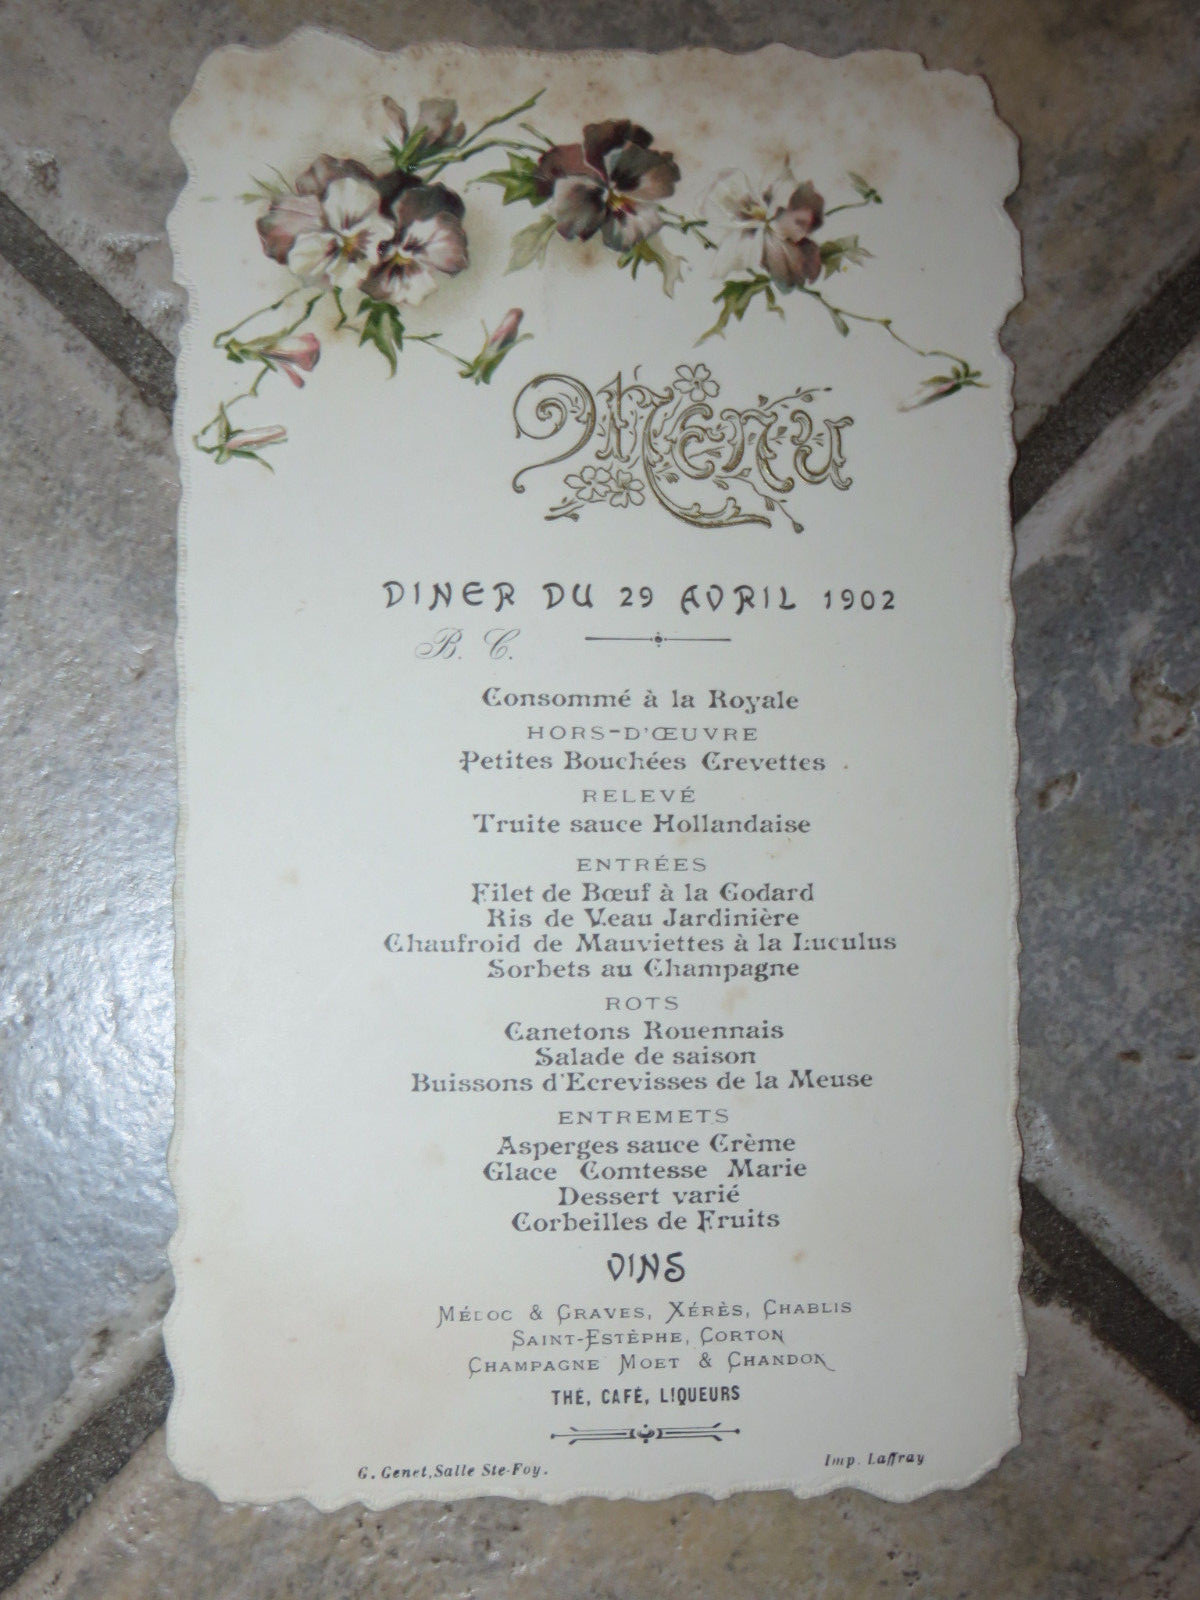 Menu
DINER DU 29 AVRIL 1902
B. C.
Consommé à la Royale
HORS-D'ŒUVRE
Petites Bouchées Crevettes
RELEVÉ
Truite sauce Hollandaise
ENTRÉES
Filet de Bœuf à la Godard
Ris de Veau Jardinière
Chaufroid de Mauviettes à la Luculus
Sorbets au Champagne
ROTS
Canetons Rouennais
Salade de saison
Buissons d'Ecrevisses de la Meuse
ENTREMETS
Asperges sauce Crème
Glace Comtesse Marie
Dessert varié
Corbeilles de Fruits
VINS
MÉDOC & GRAVES, XÉRÈS, CHABLIS
SAINT-ESTÈPHE, CORTON
CHAMPAGNE MOET & CHANDON
THÉ, CAFÉ, LIQUEURS
G. Genet, Salle Ste-Foy.
Imp. Laffray